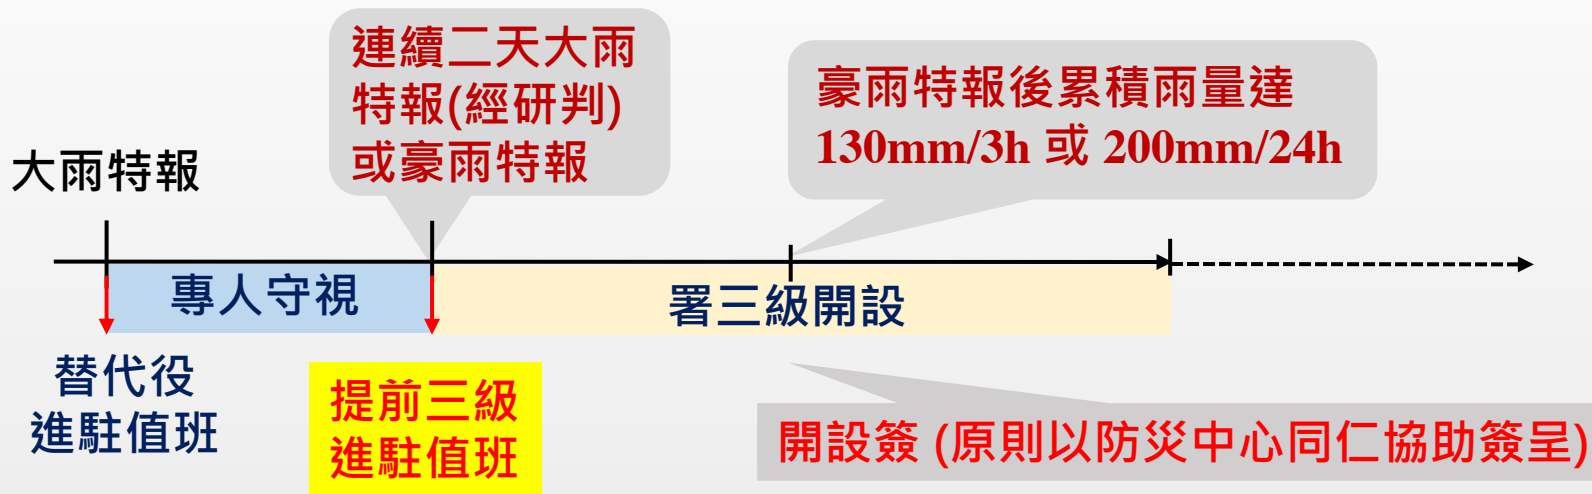 連續二天大雨
特報(經研判)
或豪雨特報
豪雨特報後累積雨量達
130mm/3h 或 200mm/24h
大雨特報
專人守視
署三級開設
替代役
進駐值班
提前三級
進駐值班
開設簽 (原則以防災中心同仁協助簽呈)